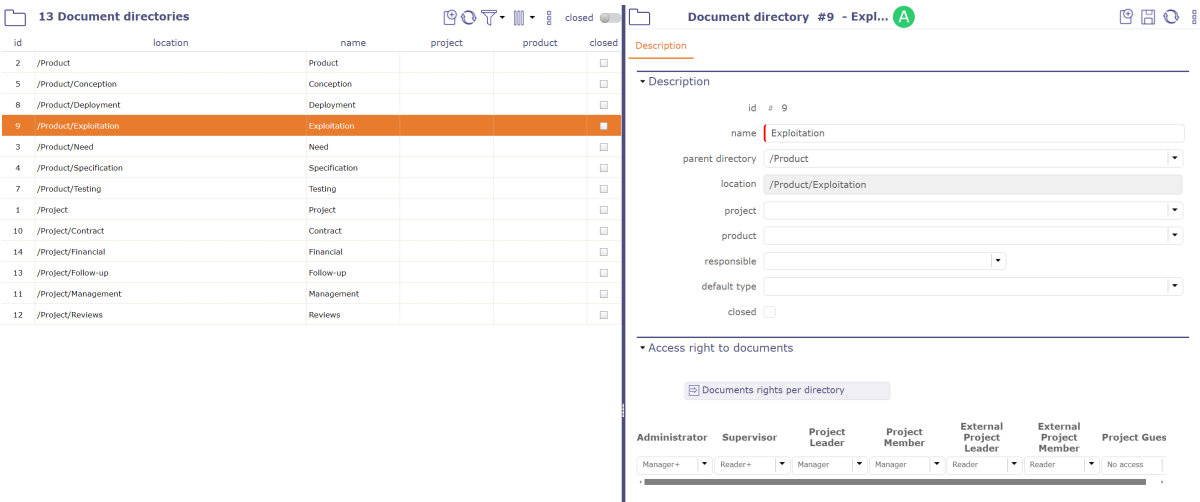 13 Document directories
closed
id location name project product closed
2 /Product Product
5 /Product/Conception Conception
8 /Product/Deployment Deployment
9 /Product/Exploitation Exploitation
3 /Product/Need Need
4 /Product/Specification Specification
7 /Product/Testing Testing
1 /Project Project
10 /Project/Contract Contract
14 /Project/Financial Financial
13 /Project/Follow-up Follow-up
11 /Project/Management Management
12 /Project/Reviews Reviews
Document directory #9 - Expl... A
Description
Description
id # 9
name Exploitation
parent directory /Product
location /Product/Exploitation
project
product
responsible
default type
closed
Access right to documents
Documents rights per directory
Administrator Supervisor Project Leader Project Member External Project Leader External Project Member Project Gues
Manager+ Reader+ Manager Manager Reader Reader No access